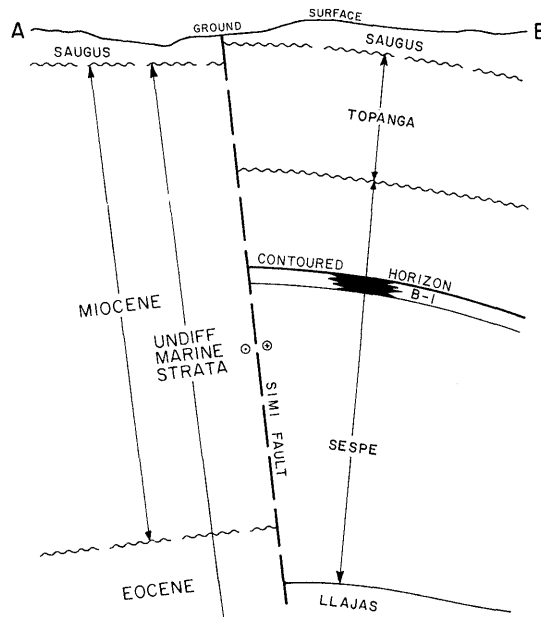 A
GROUND
SURFACE
B
SAUGUS
SAUGUS
TOPANGA
CONTOURED HORIZON
B-1
MIOCENE
UNDIFF
MARINE
STRATA
SIMI FAULT
SESPE
EOCENE
LLAJAS